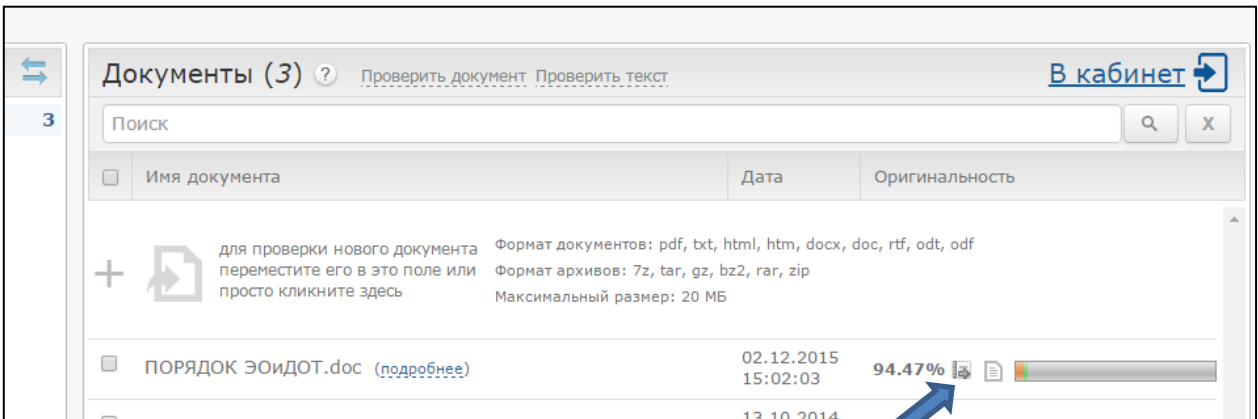 Документы (3) ? Проверить документ Проверить текст В кабинет
3
Поиск X
Имя документа Дата Оригинальность
для проверки нового документа
переместите его в это поле или
просто кликните здесь
Формат документов: pdf, txt, html, htm, docx, doc, rtf, odt, odf
Формат архивов: 7z, tar, gz, bz2, rar, zip
Максимальный размер: 20 МБ
ПОРЯДОК ЭОиДОТ.doc (подробнее) 02.12.2015 94.47%
15:02:03
13.10.2014